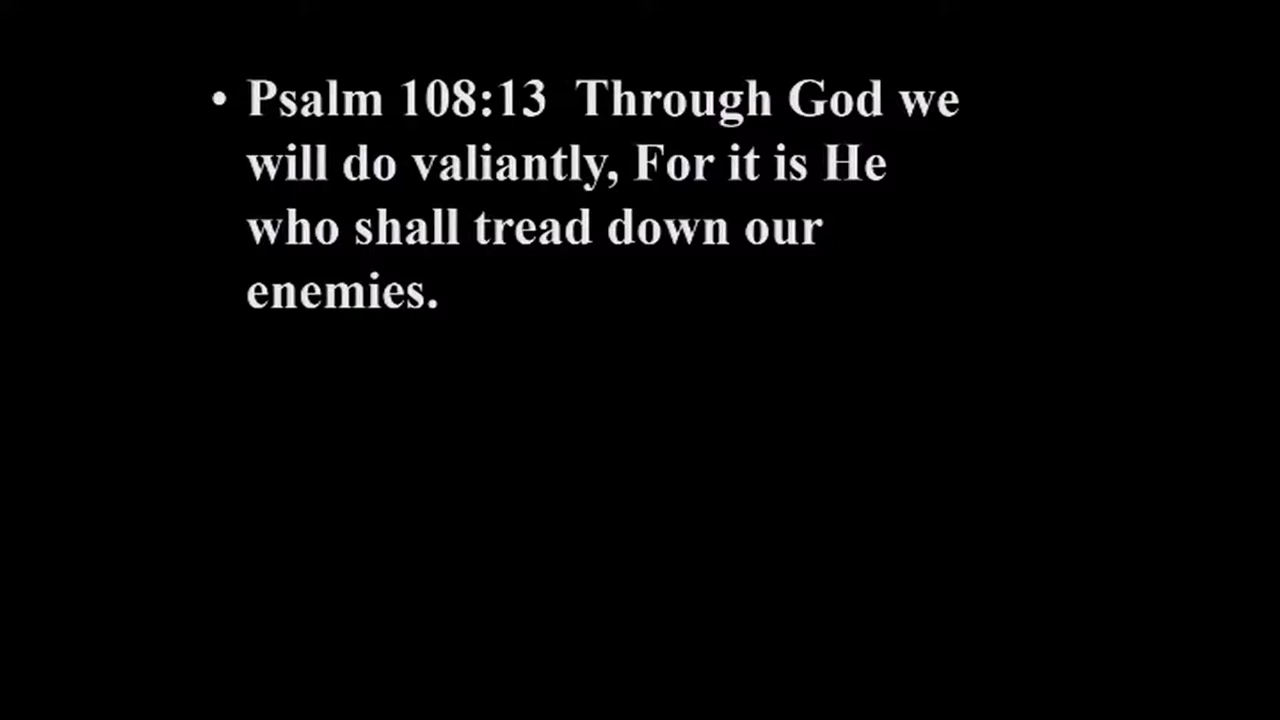 • Psalm 108:13  Through God we
will do valiantly, For it is He
who shall tread down our
enemies.